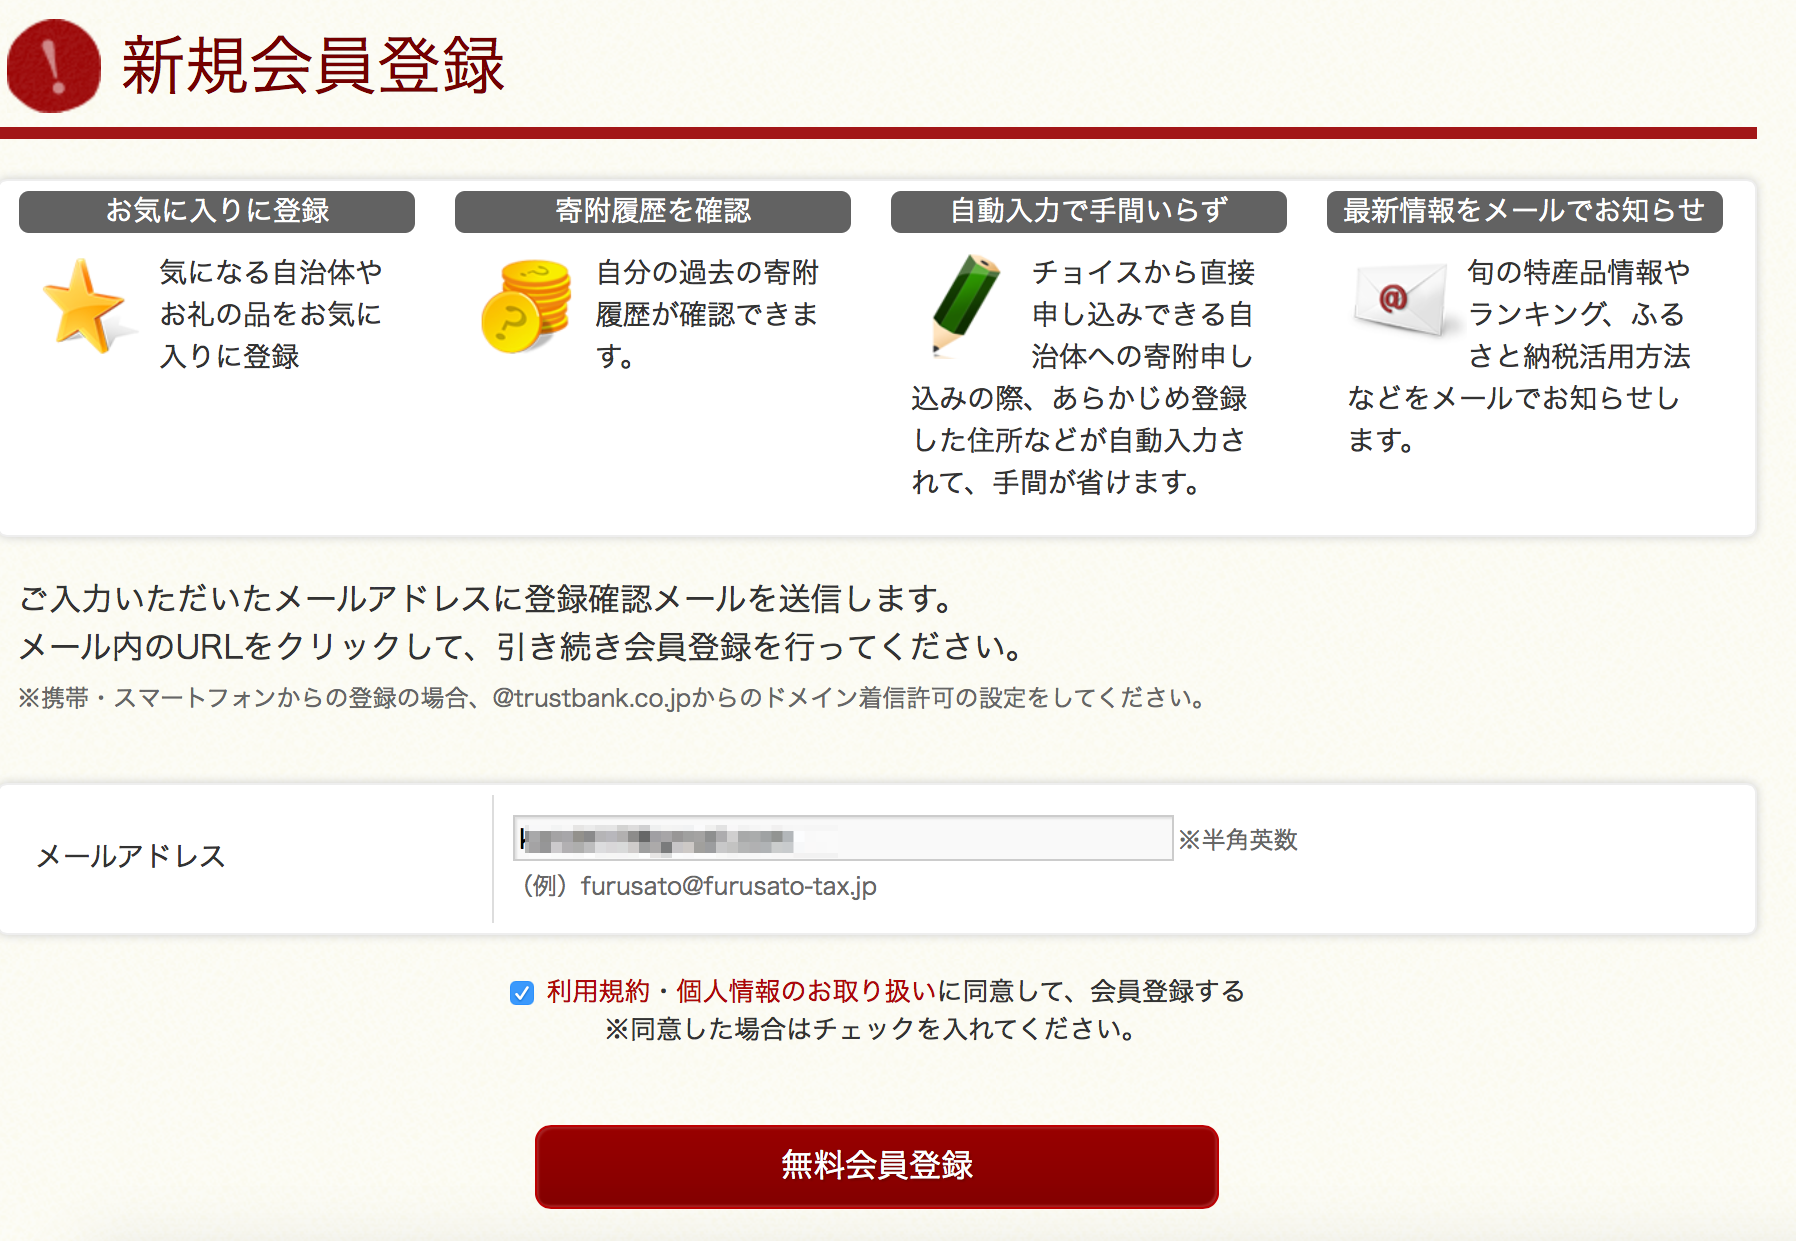 新規会員登録
お気に入りに登録
気になる自治体や
お礼の品をお気に
入りに登録
寄附履歴を確認
自分の過去の寄附
履歴が確認できま
す。
自動入力で手間いらず
チョイスから直接
申し込みできる自
治体への寄附申し
込みの際、あらかじめ登録
した住所などが自動入力さ
れて、手間が省けます。
最新情報をメールでお知らせ
旬の特産品情報や
ランキング、ふる
さと納税活用方法
などをメールでお知らせし
ます。
ご入力いただいたメールアドレスに登録確認メールを送信します。
メール内のURLをクリックして、引き続き会員登録を行ってください。
※携帯・スマートフォンからの登録の場合、@trustbank.co.jpからのドメイン着信許可の設定をしてください。
メールアドレス
※半角英数
（例）furusato@furusato-tax.jp
利用規約・個人情報のお取り扱いに同意して、会員登録する
※同意した場合はチェックを入れてください。
無料会員登録